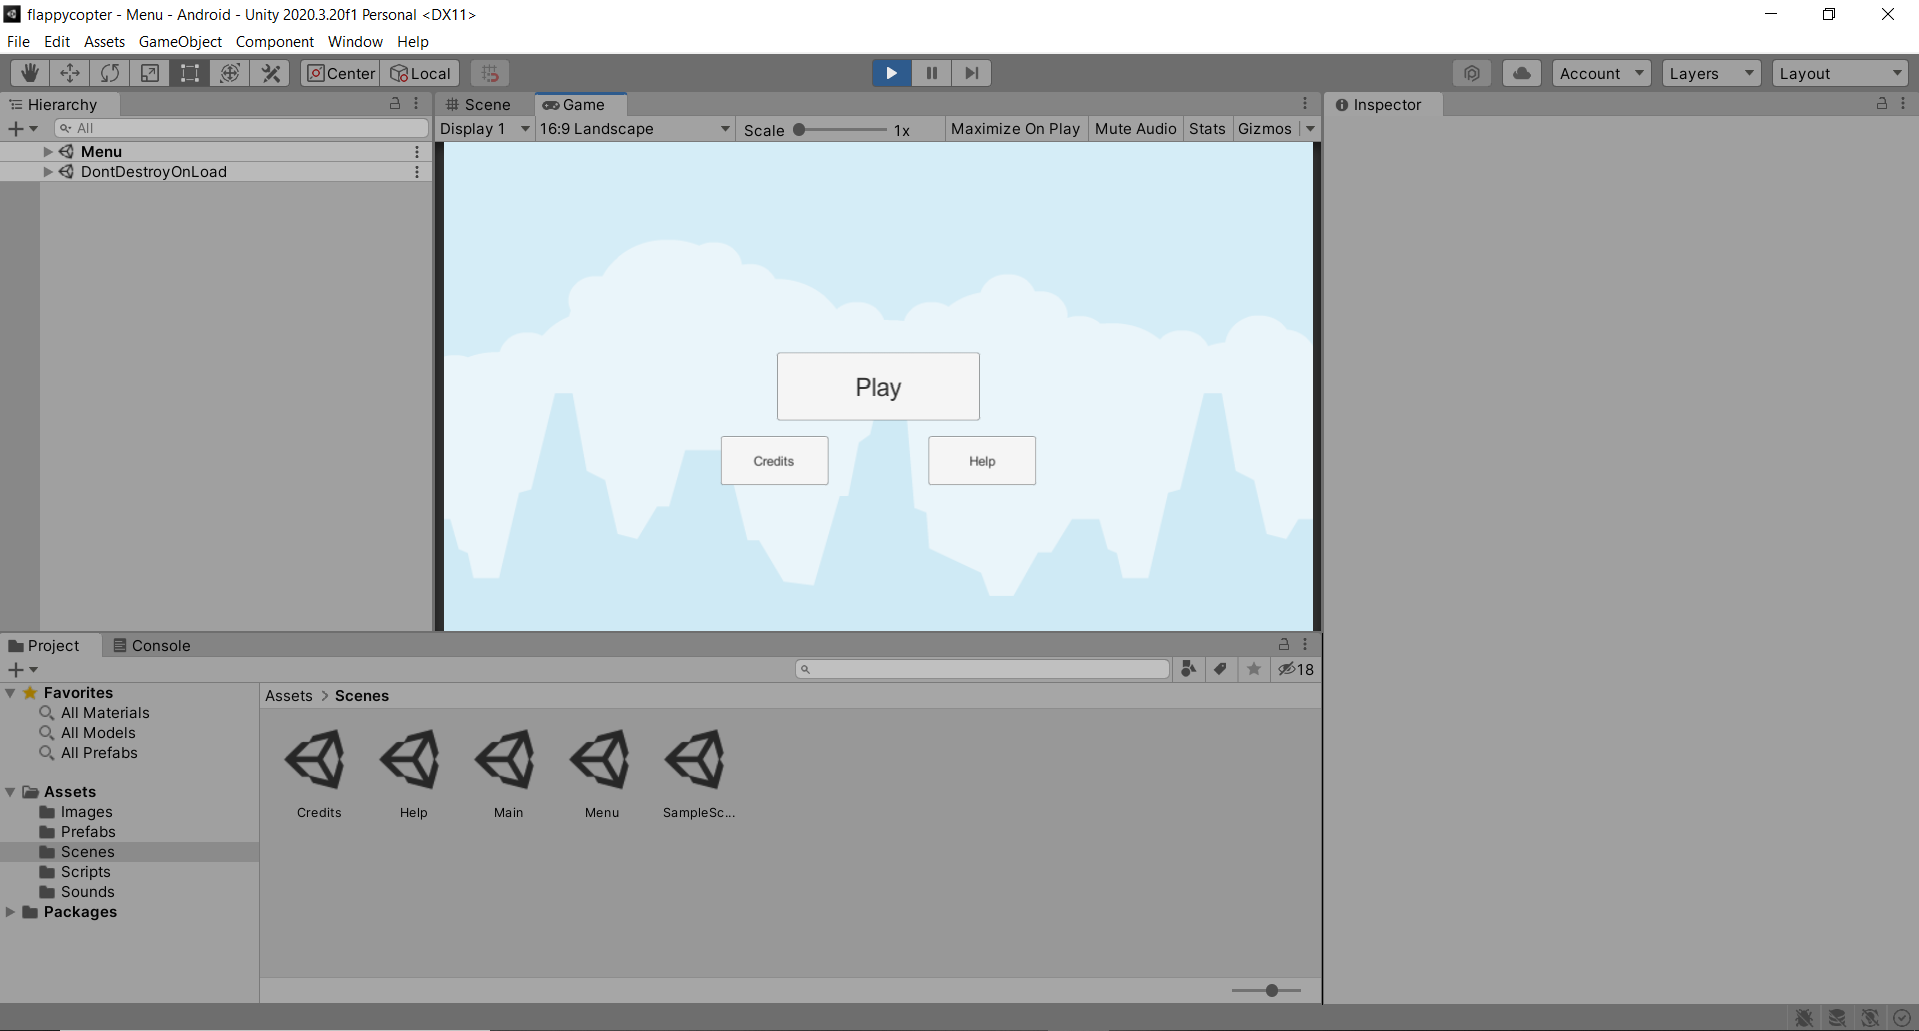 flappycopter - Menu - Android - Unity 2020.3.20f1 Personal <DX11>
File Edit Assets GameObject Component Window Help
Center Local Account Layers Layout
Hierarchy Scene Game Inspector
All Display 1 16:9 Landscape Scale 1x Maximize On Play Mute Audio Stats Gizmos
Menu
DontDestroyOnLoad
Play
Credits Help
Project Console
18
Favorites
All Materials
All Models
All Prefabs
Assets
Images
Prefabs
Scenes
Scripts
Sounds
Packages
Assets > Scenes
Credits Help Main Menu SampleSc...